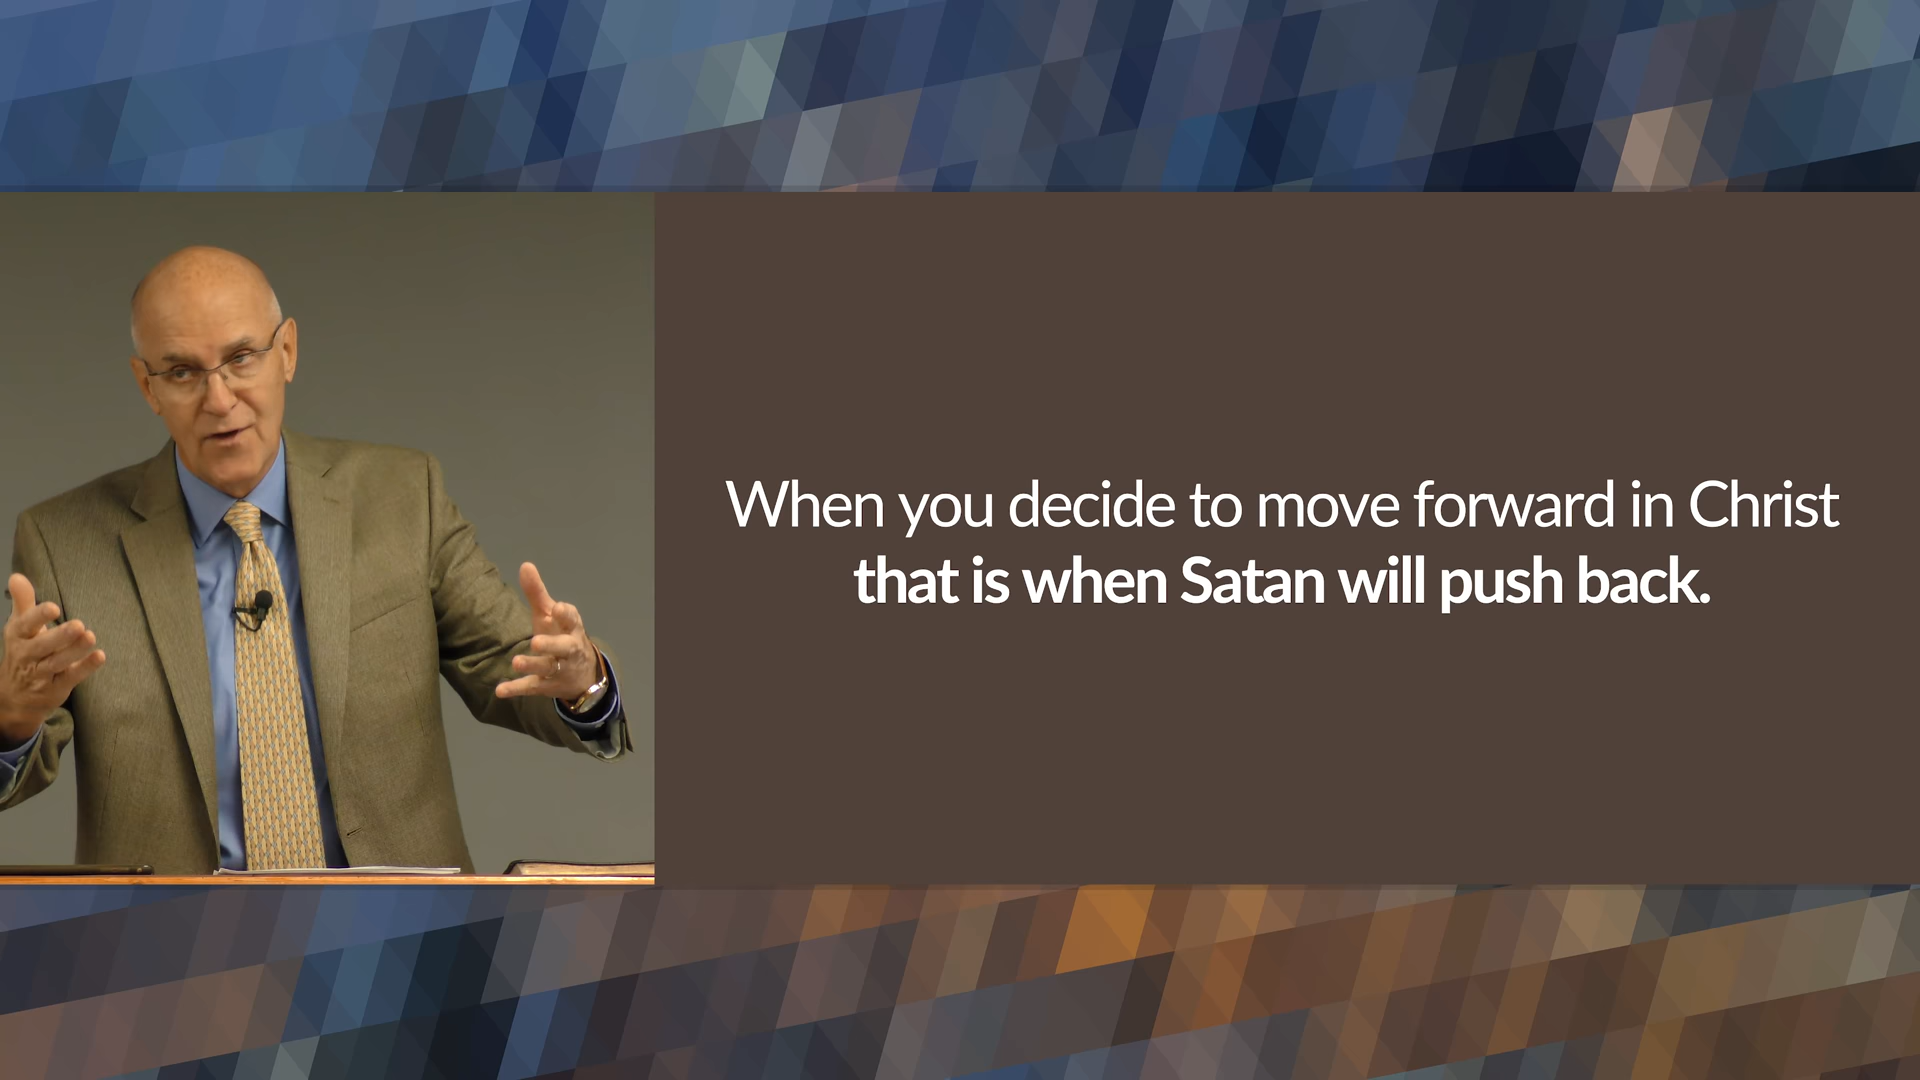 When you decide to move forward in Christ
that is when Satan will push back.